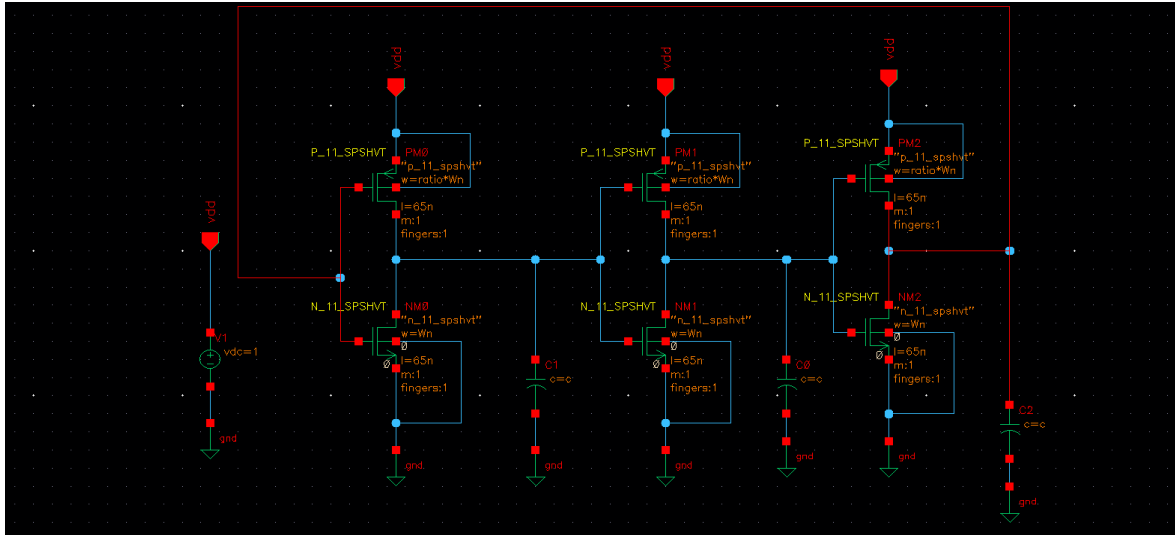 vdd
vdd
vdd
P_11_SPSHVT
PM0
"p_11_spshvt"
w=ratio*Wn
l=65n
m:1
fingers:1
P_11_SPSHVT
PM1
"p_11_spshvt"
w=ratio*Wn
l=65n
m:1
fingers:1
P_11_SPSHVT
PM2
"p_11_spshvt"
w=ratio*Wn
l=65n
m:1
fingers:1
vdd
V1
vdc=1
gnd
N_11_SPSHVT
NM0
"n_11_spshvt"
w=Wn
l=65n
m:1
fingers:1
gnd
C1
c=c
gnd
N_11_SPSHVT
NM1
"n_11_spshvt"
w=Wn
l=65n
m:1
fingers:1
gnd
C0
c=c
gnd
N_11_SPSHVT
NM2
"n_11_spshvt"
w=Wn
l=65n
m:1
fingers:1
gnd
C2
c=c
gnd